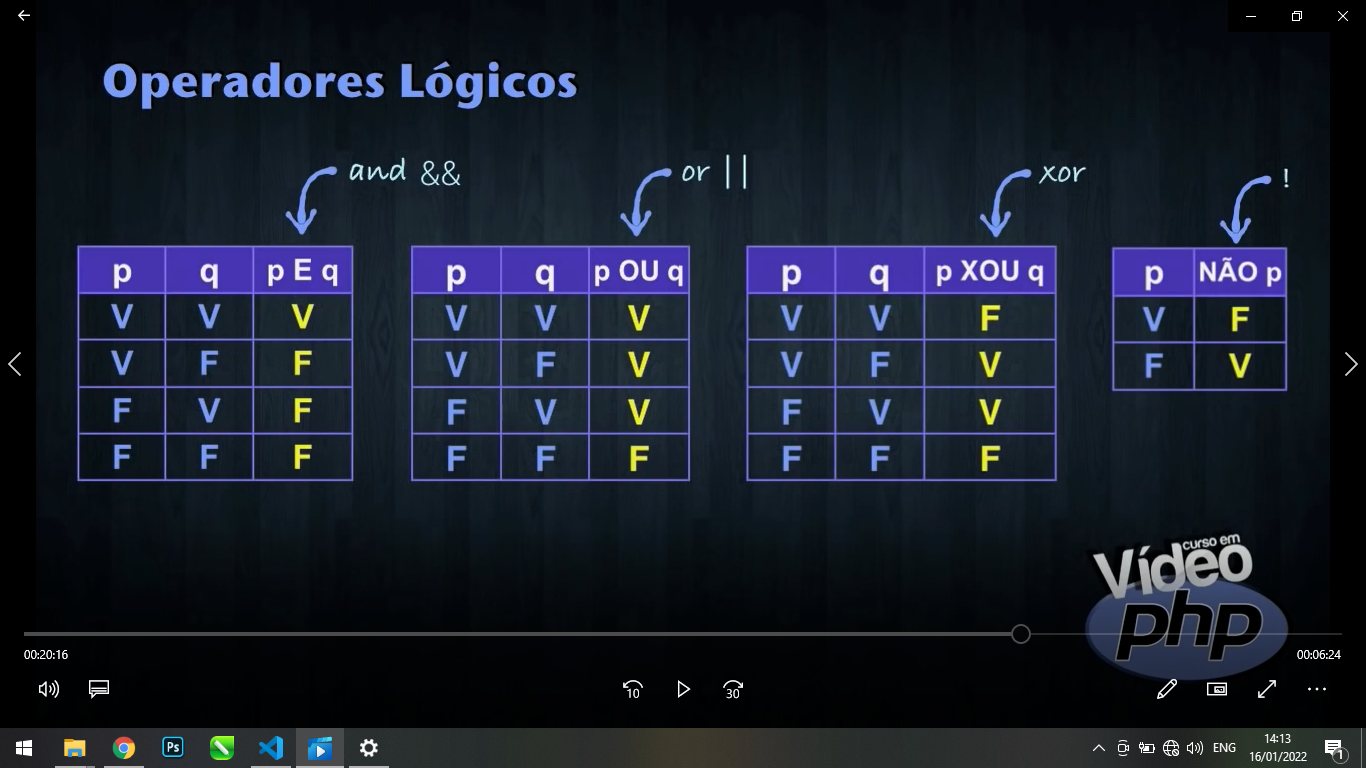 Operadores Lógicos
and &&
or ||
xor
!
p q p E q
V V V
V F F
F V F
F F F
p q p OU q
V V V
V F V
F V V
F F F
p q p XOU q
V V F
V F V
F V V
F F F
p NÃO p
V F
F V
curso em
Vídeo
php
00:20:16
00:06:24
10
30
Ps
ENG
14:13
16/01/2022
1